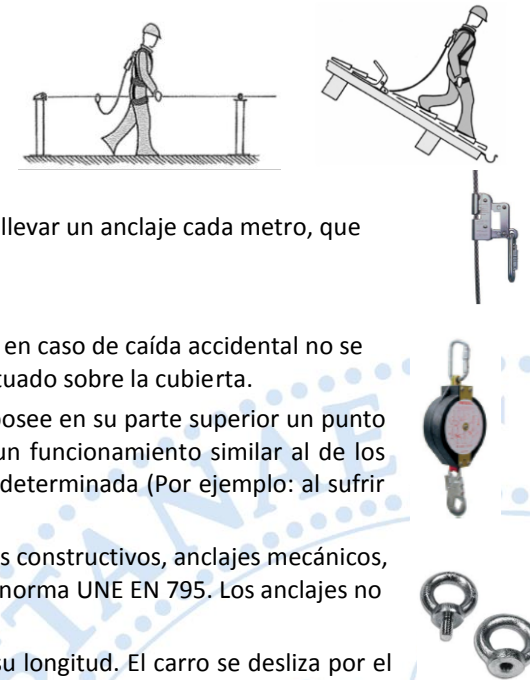 llevar un anclaje cada metro, que
en caso de caída accidental no se
tuado sobre la cubierta.
posee en su parte superior un punto
un funcionamiento similar al de los
determinada (Por ejemplo: al sufrir
s constructivos, anclajes mecánicos,
norma UNE EN 795. Los anclajes no
su longitud. El carro se desliza por el
TANAE